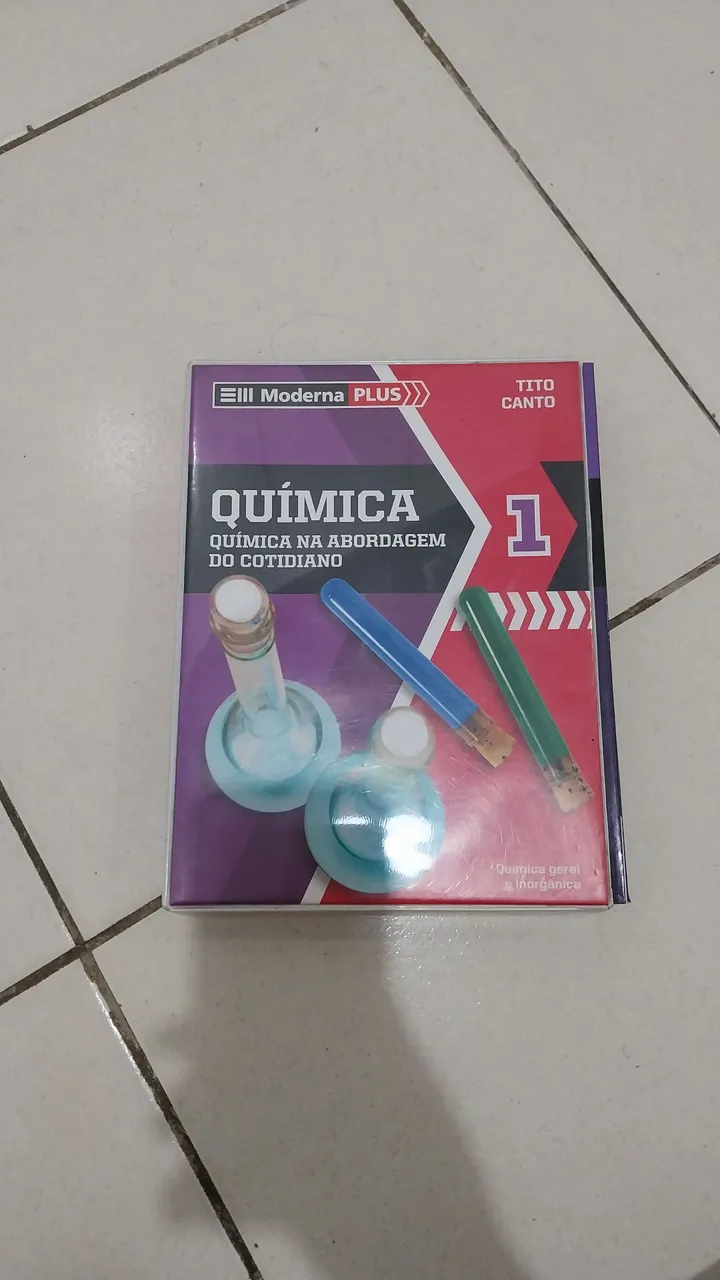 Moderna PLUS
TITO
CANTO
QUÍMICA
QUÍMICA NA ABORDAGEM
DO COTIDIANO
1
Química geral
e inorgânica